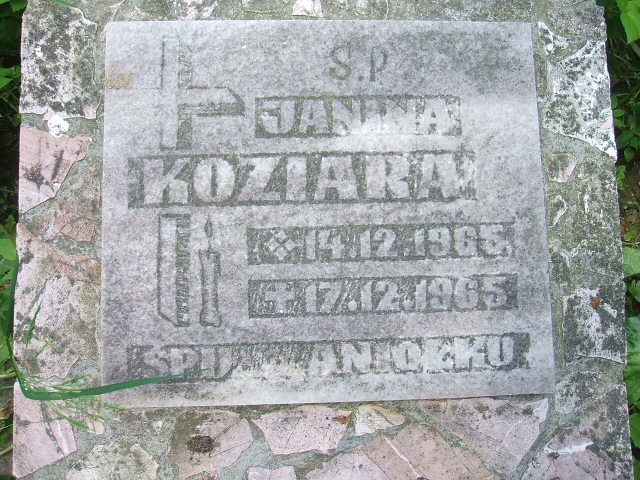 S.P
JANINA
KOZIARA
14.12.1965
17.12.1965
ANIOŁKU